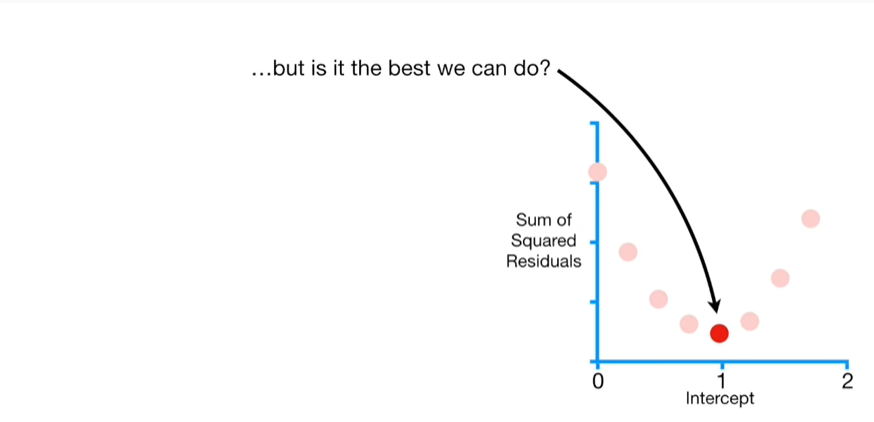 ...but is it the best we can do?
Sum of
Squared
Residuals
0
1
2
Intercept